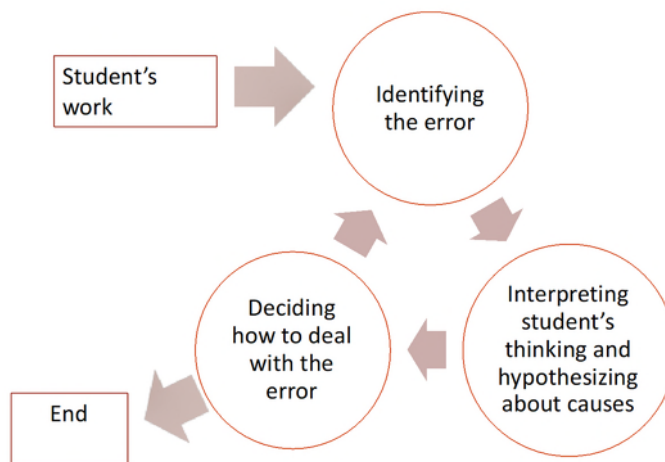 Student's
work
Identifying
the error
Interpreting
student's
thinking and
hypothesizing
about causes
Deciding
how to deal
with the
error
End